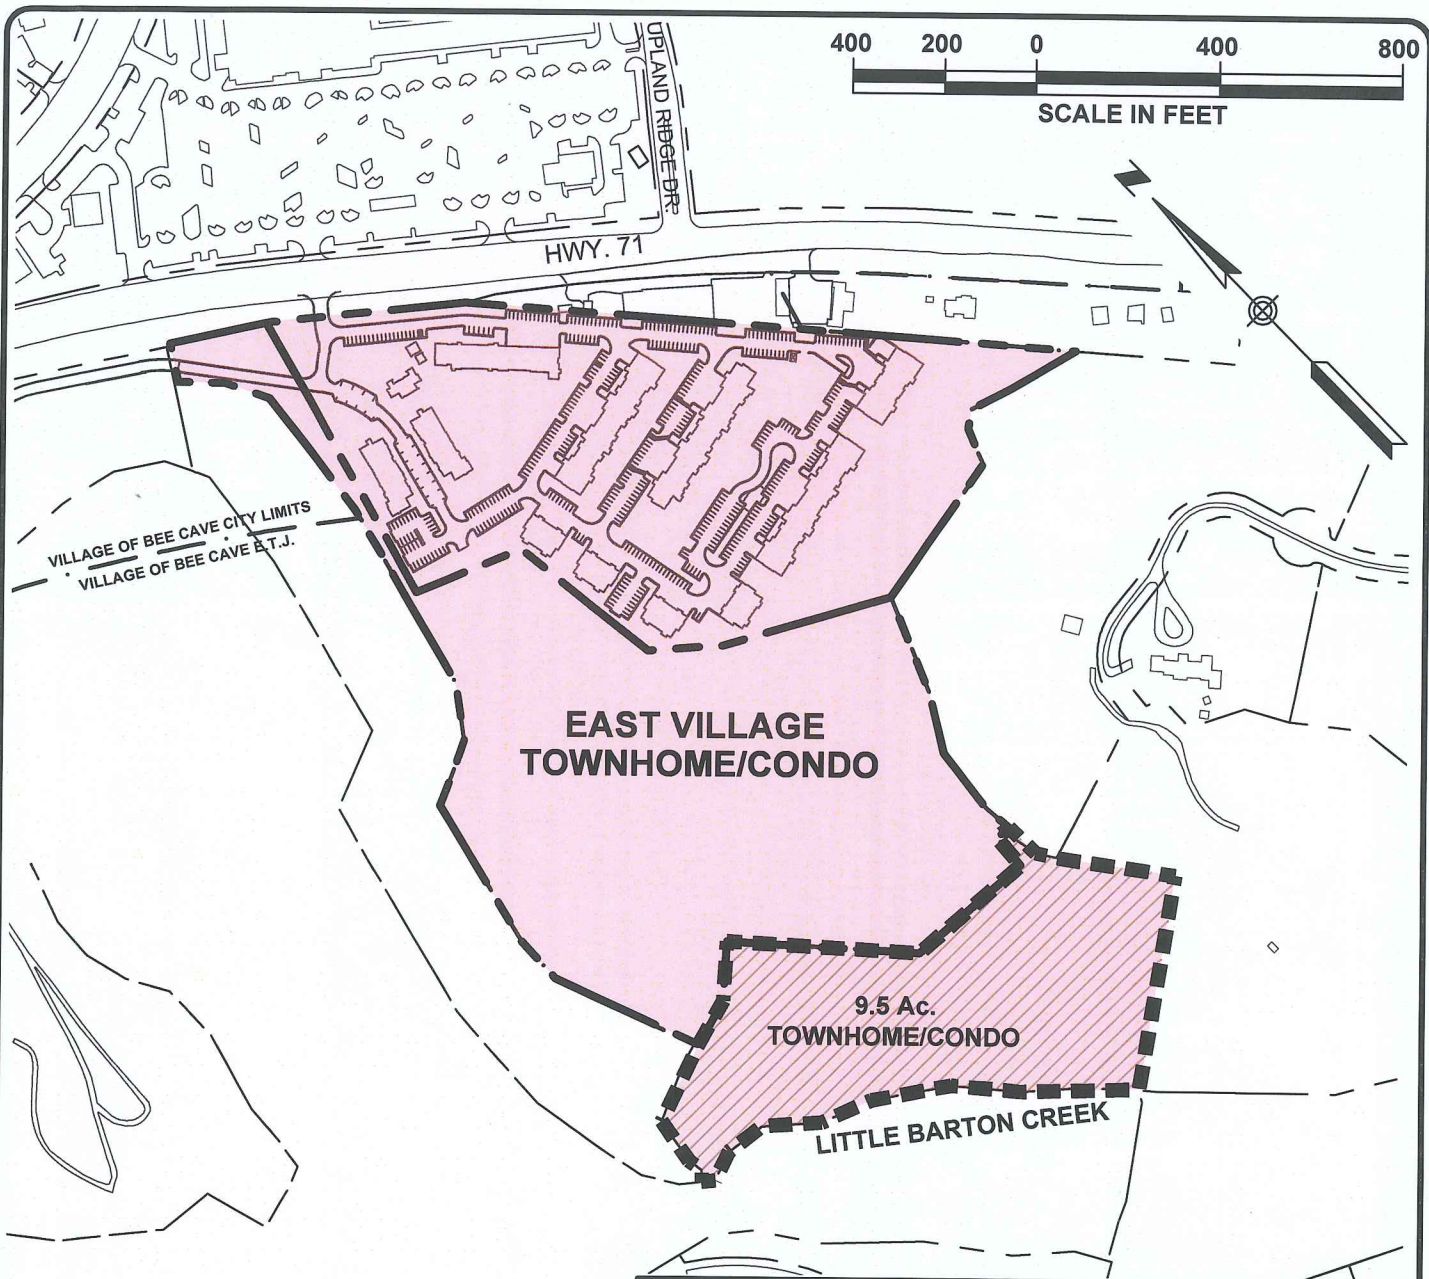 400 200 0 400 800
SCALE IN FEET
UPLAND RIDGE DR.
N
HWY. 71
VILLAGE OF BEE CAVE CITY LIMITS
VILLAGE OF BEE CAVE E.T.J.
EAST VILLAGE
TOWNHOME/CONDO
9.5 Ac.
TOWNHOME/CONDO
LITTLE BARTON CREEK